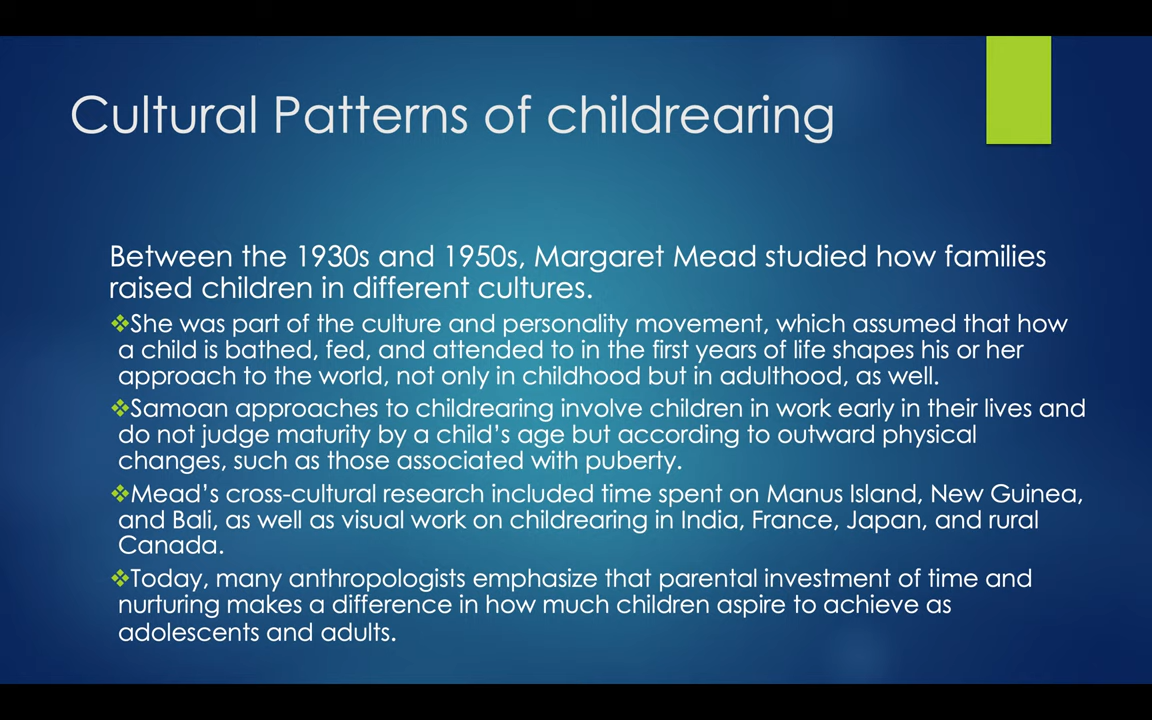 Cultural Patterns of childrearing
Between the 1930s and 1950s, Margaret Mead studied how families
raised children in different cultures.
❖She was part of the culture and personality movement, which assumed that how
a child is bathed, fed, and attended to in the first years of life shapes his or her
approach to the world, not only in childhood but in adulthood, as well.
❖Samoan approaches to childrearing involve children in work early in their lives and
do not judge maturity by a child's age but according to outward physical
changes, such as those associated with puberty.
❖Mead's cross-cultural research included time spent on Manus Island, New Guinea,
and Bali, as well as visual work on childrearing in India, France, Japan, and rural
Canada.
❖Today, many anthropologists emphasize that parental investment of time and
nurturing makes a difference in how much children aspire to achieve as
adolescents and adults.